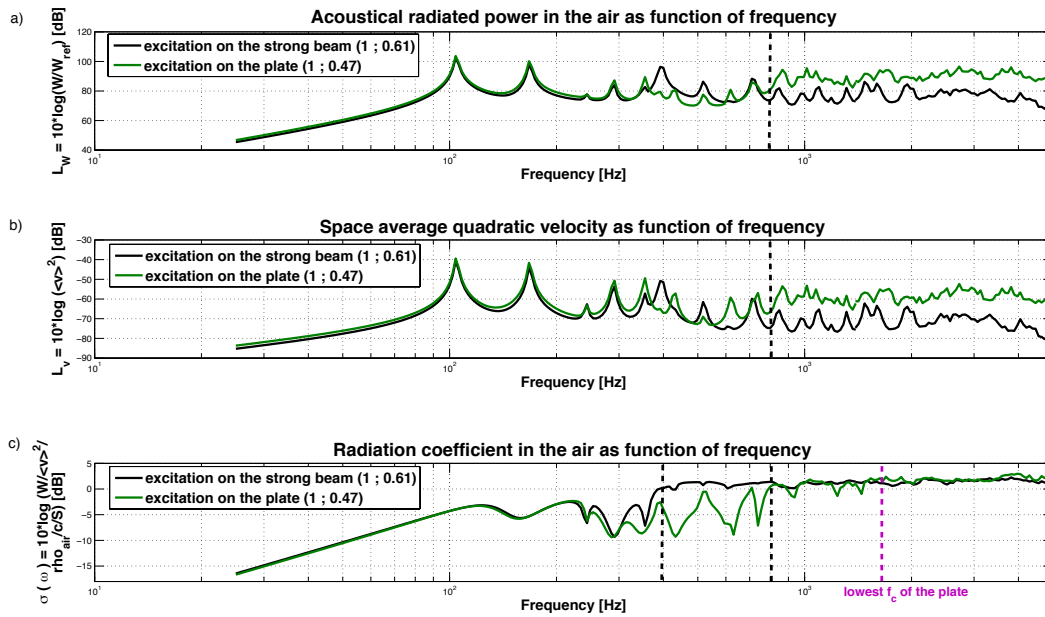 a)
Acoustical radiated power in the air as function of frequency
L_W = 10*log(W/W_ref) [dB]
120
100
80
60
40
excitation on the strong beam (1 ; 0.61)
excitation on the plate (1 ; 0.47)
10^1
10^2
10^3
Frequency [Hz]
b)
Space average quadratic velocity as function of frequency
L_v = 10*log (<v>^2) [dB]
−30
−40
−50
−60
−70
−80
−90
excitation on the strong beam (1 ; 0.61)
excitation on the plate (1 ; 0.47)
10^1
10^2
10^3
Frequency [Hz]
c)
Radiation coefficient in the air as function of frequency
σ (ω) = 10*log (W/<v>^2/
rho_air/c/S) [dB]
5
0
−5
−10
−15
excitation on the strong beam (1 ; 0.61)
excitation on the plate (1 ; 0.47)
10^1
10^2
10^3
lowest f_c of the plate
Frequency [Hz]